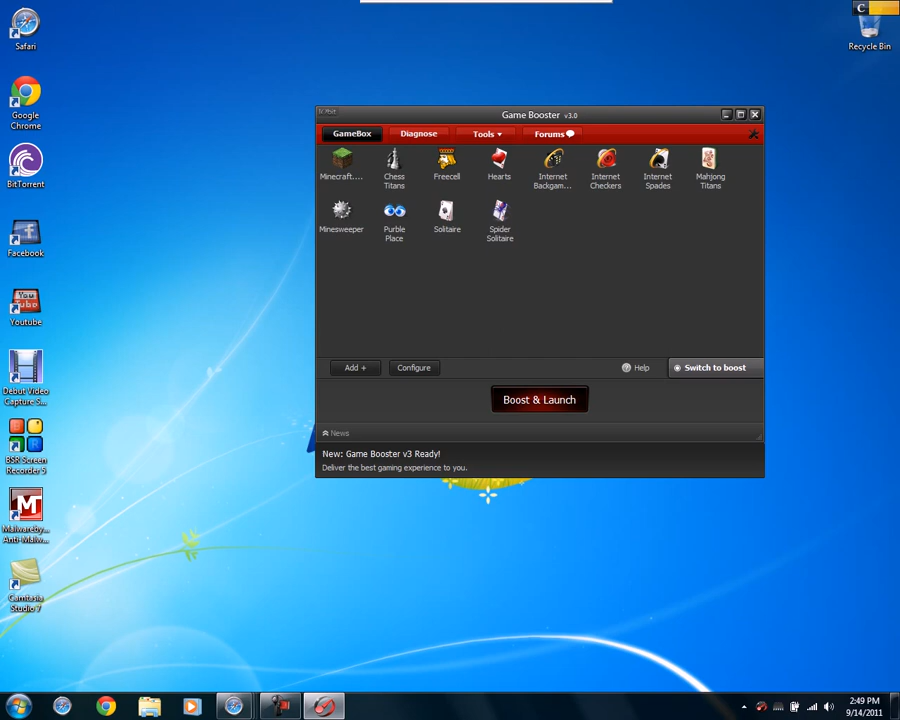 C
Safari
Google
Chrome
BitTorrent
Facebook
You
Tube
Youtube
Debut Video
Capture S...
BSR Screen
Recorder 5
Malwareby...
Anti-Malw...
Camtasia
Studio 7
Recycle Bin
Game Booster v3.0
GameBox
Diagnose
Tools
Forums
Minecraft....
Chess
Titans
Freecell
Hearts
Internet
Backgam...
Internet
Checkers
Internet
Spades
Mahjong
Titans
Minesweeper
Purble
Place
Solitaire
Spider
Solitaire
Add +
Configure
Help
Switch to boost
Boost & Launch
News
New: Game Booster v3 Ready!
Deliver the best gaming experience to you.
2:49 PM
9/14/2011